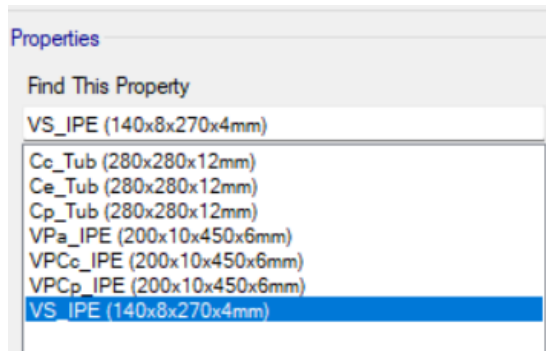 Properties
Find This Property
VS_IPE (140x8x270x4mm)
Cc_Tub (280x280x12mm)
Ce_Tub (280x280x12mm)
Cp_Tub (280x280x12mm)
VPa_IPE (200x10x450x6mm)
VPCc_IPE (200x10x450x6mm)
VPCp_IPE (200x10x450x6mm)
VS_IPE (140x8x270x4mm)